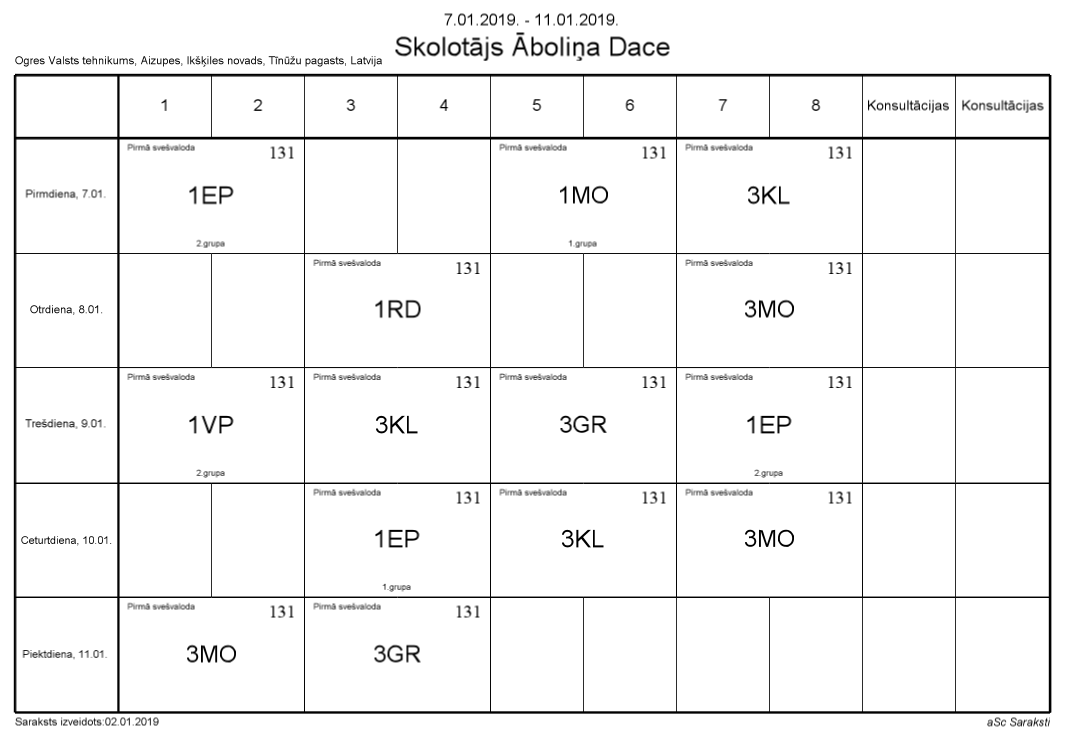 7.01.2019. - 11.01.2019.
Skolotājs Āboliņa Dace
Ogres Valsts tehnikums, Aizupes, Ikšķiles novads, Tīnūžu pagasts, Latvija
1 2 3 4 5 6 7 8 Konsultācijas Konsultācijas
Pirmdiena, 7.01.
Pirmā svešvaloda 131
1EP
2.grupa
Pirmā svešvaloda 131
1MO
1.grupa
Pirmā svešvaloda 131
3KL
Otrdiena, 8.01.
Pirmā svešvaloda 131
1RD
Pirmā svešvaloda 131
3MO
Trešdiena, 9.01.
Pirmā svešvaloda 131
1VP
2.grupa
Pirmā svešvaloda 131
3KL
Pirmā svešvaloda 131
3GR
Pirmā svešvaloda 131
1EP
2.grupa
Ceturtdiena, 10.01.
Pirmā svešvaloda 131
1EP
1.grupa
Pirmā svešvaloda 131
3KL
Pirmā svešvaloda 131
3MO
Piektdiena, 11.01.
Pirmā svešvaloda 131
3MO
Pirmā svešvaloda 131
3GR
Saraksts izveidots:02.01.2019
aSc Saraksti